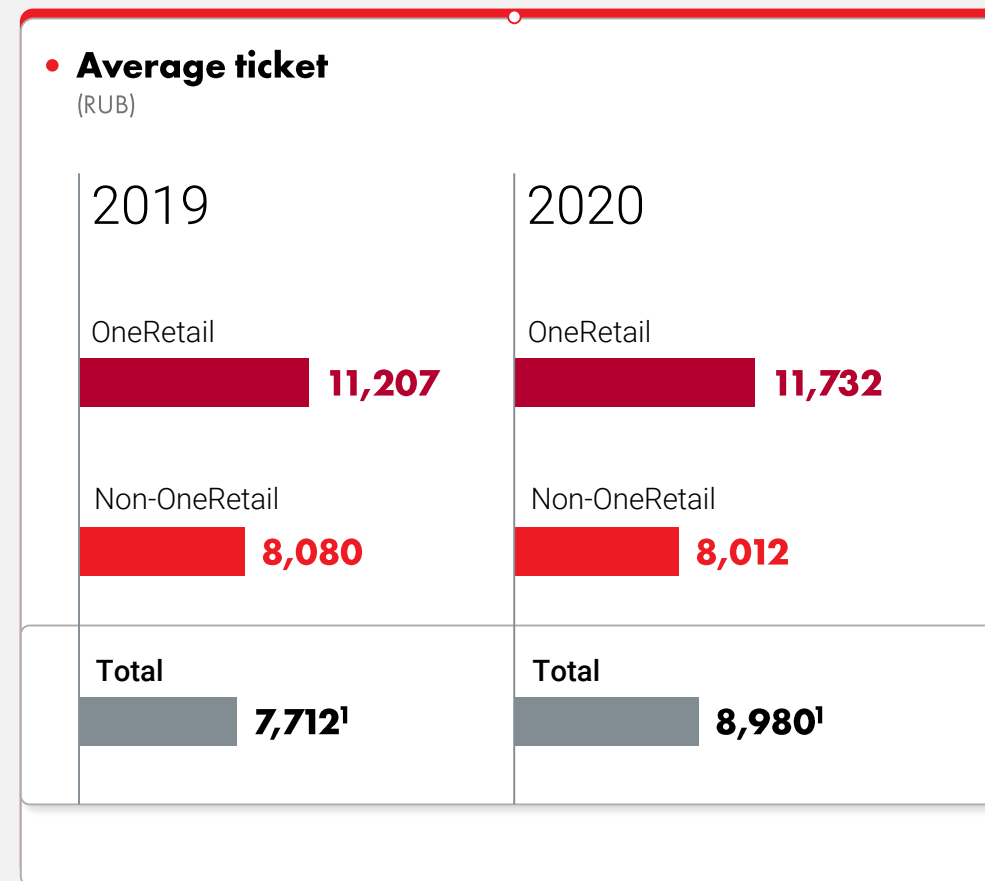 Average ticket
(RUB)
2019
OneRetail
11,207
Non-OneRetail
8,080
Total
7,712¹
2020
OneRetail
11,732
Non-OneRetail
8,012
Total
8,980¹